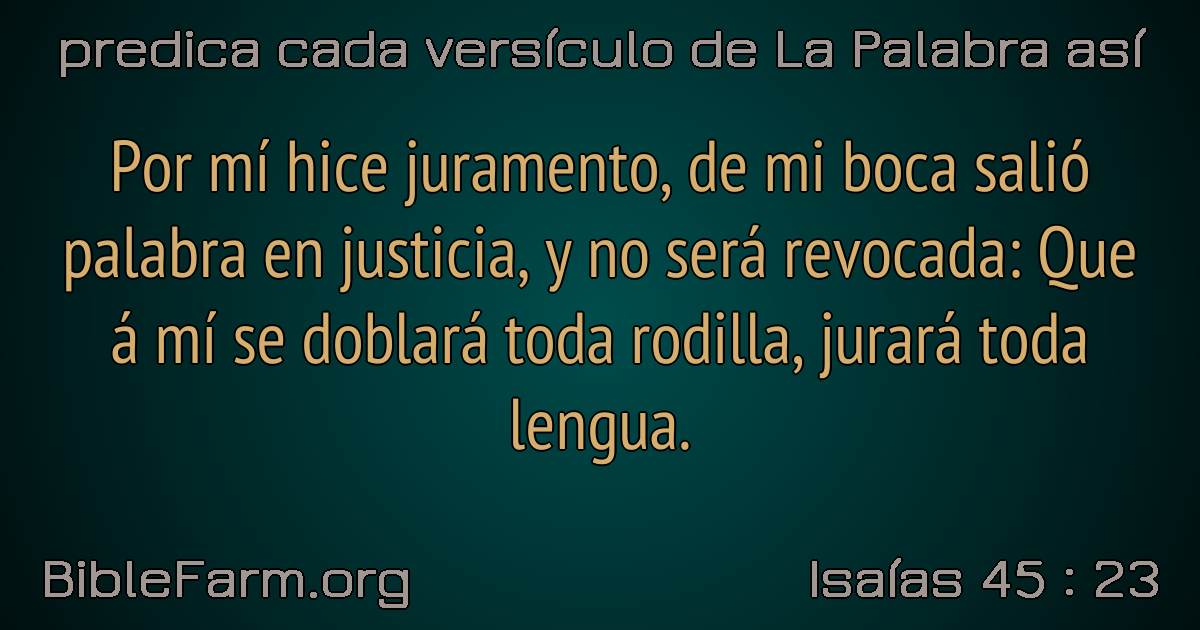 predica cada versículo de La Palabra así
Por mí hice juramento, de mi boca salió
palabra en justicia, y no será revocada: Que
á mí se doblará toda rodilla, jurará toda
lengua.
BibleFarm.org
Isaías 45 : 23